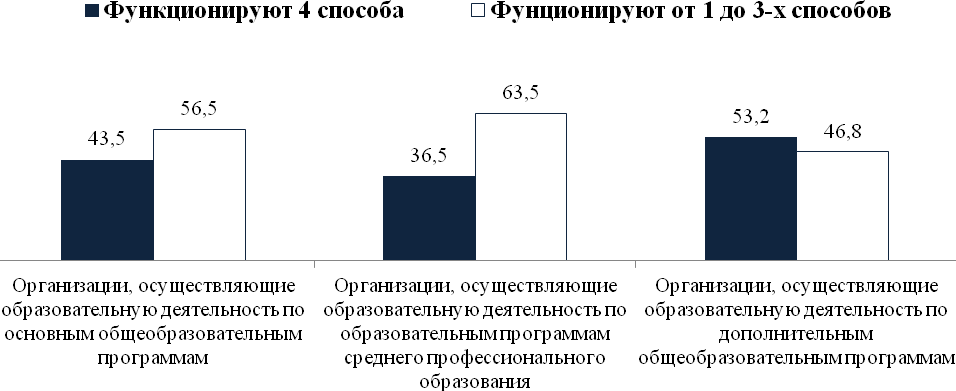 Функционируют 4 способа
Фунционируют от 1 до 3-х способов
43,5
56,5
36,5
63,5
53,2
46,8
Организации, осуществляющие
образовательную деятельность по
основным общеобразовательным
программам
Организации, осуществляющие
образовательную деятельность по
образовательным программам
среднего профессионального
образования
Организации, осуществляющие
образовательную деятельность по
дополнительным
общеобразовательным программам